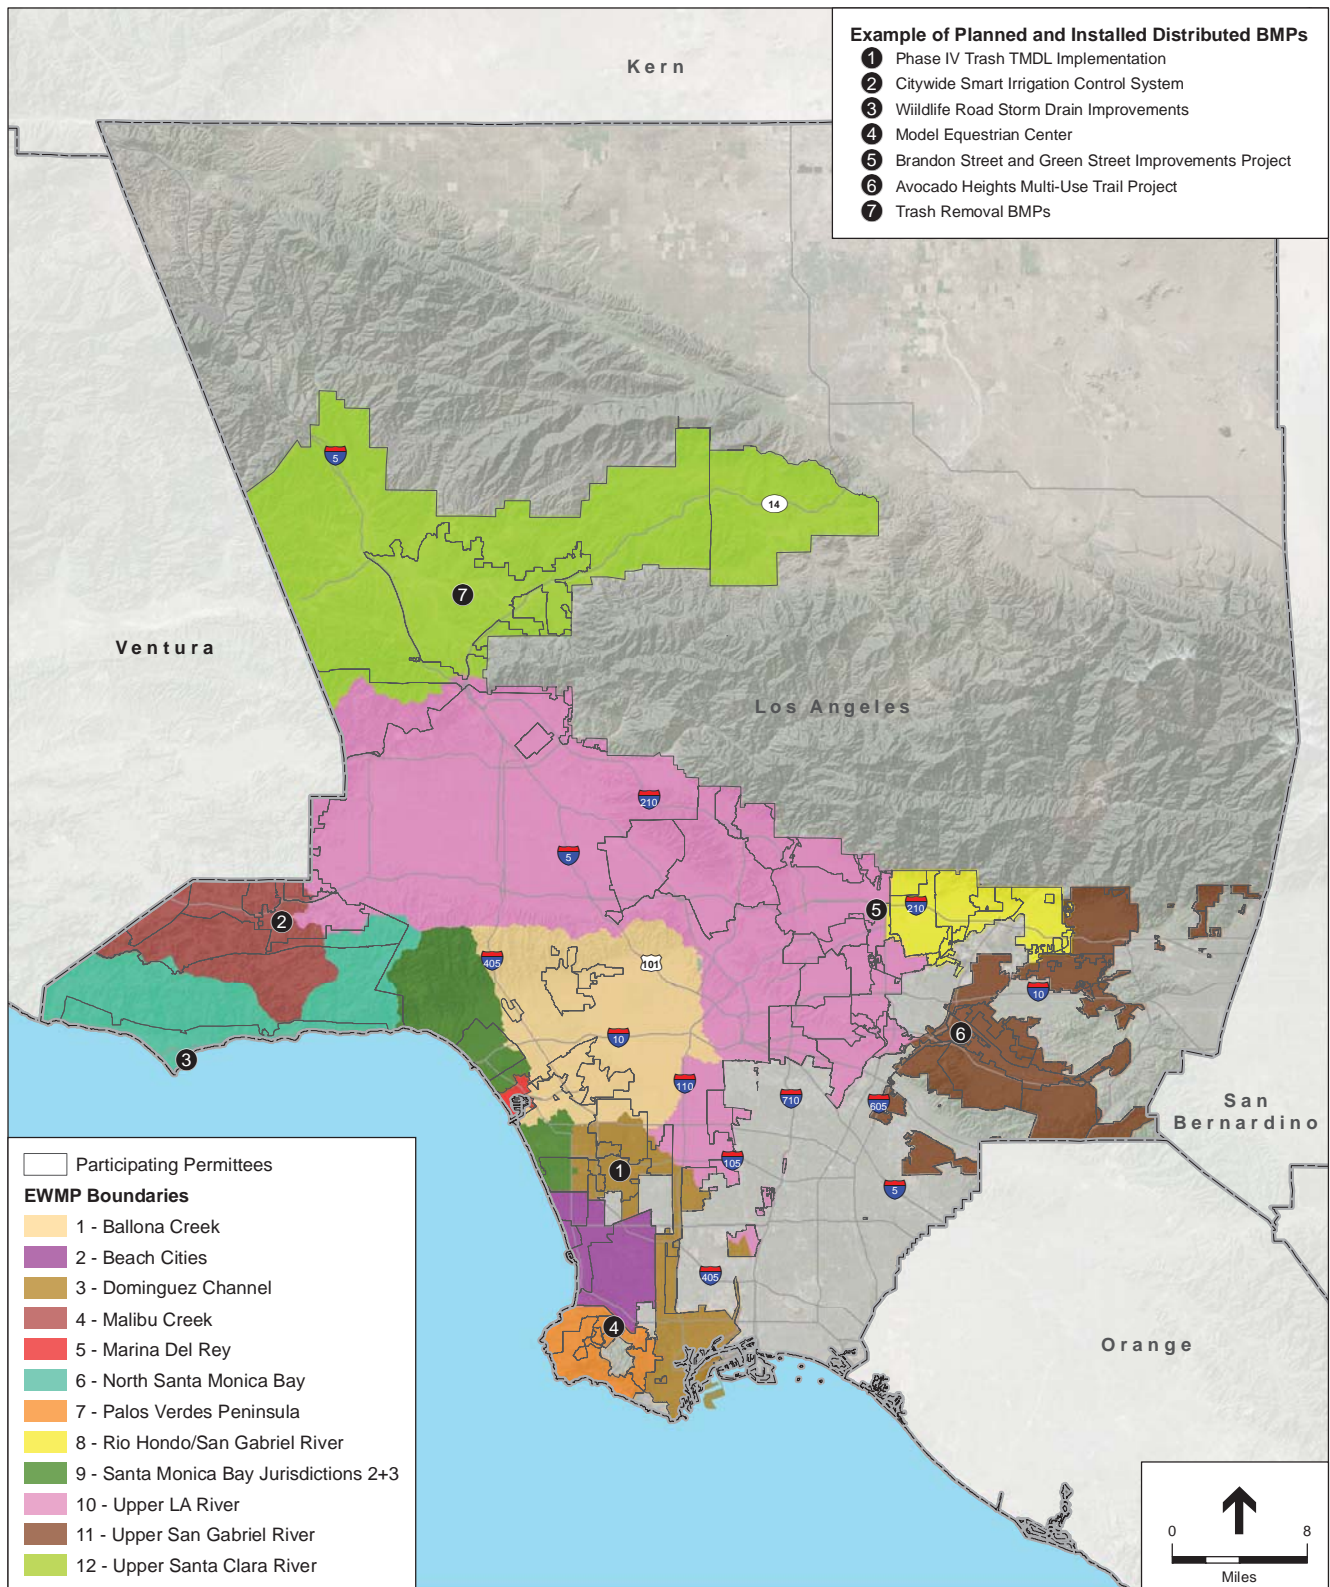 Example of Planned and Installed Distributed BMPs
1 Phase IV Trash TMDL Implementation
2 Citywide Smart Irrigation Control System
3 Wiildlife Road Storm Drain Improvements
4 Model Equestrian Center
5 Brandon Street and Green Street Improvements Project
6 Avocado Heights Multi-Use Trail Project
7 Trash Removal BMPs
Kern
5
14
7
Ventura
Los Angeles
210
5
2
5
210
405
101
10
3
10
6
110
710
605
San
Bernardino
105
1
5
405
4
Orange
Participating Permittees
EWMP Boundaries
1 - Ballona Creek
2 - Beach Cities
3 - Dominguez Channel
4 - Malibu Creek
5 - Marina Del Rey
6 - North Santa Monica Bay
7 - Palos Verdes Peninsula
8 - Rio Hondo/San Gabriel River
9 - Santa Monica Bay Jurisdictions 2+3
10 - Upper LA River
11 - Upper San Gabriel River
12 - Upper Santa Clara River
0 8
Miles